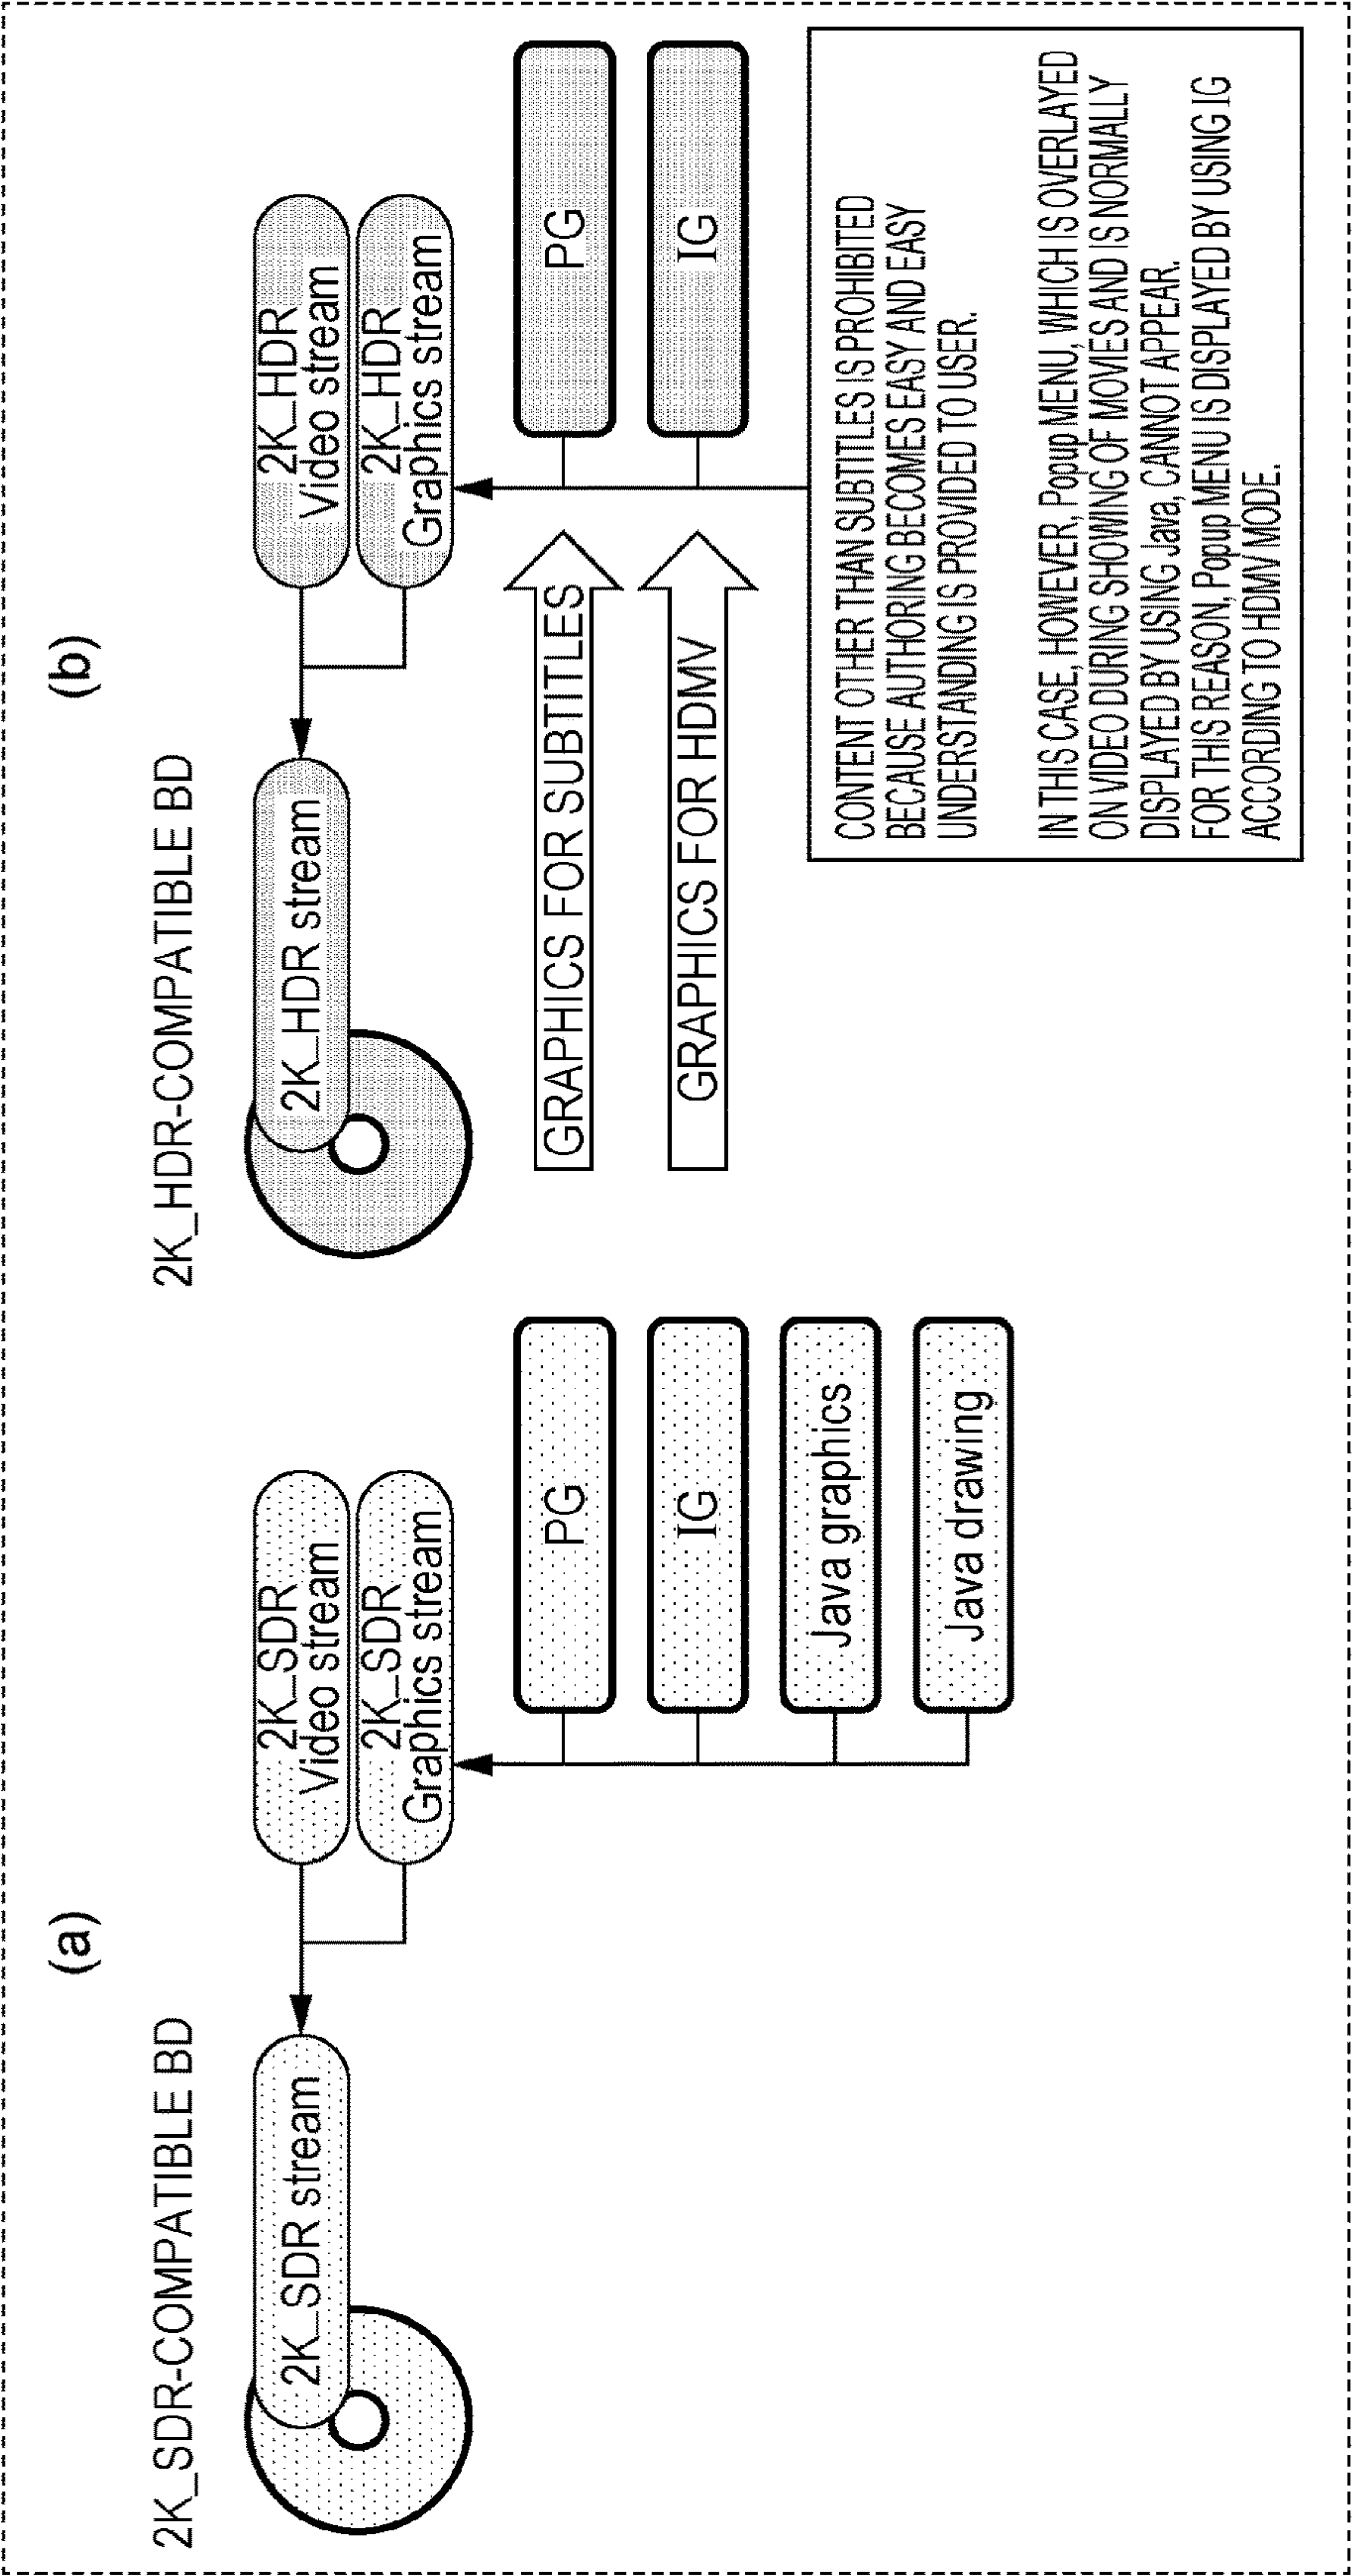 (a)
2K_SDR-COMPATIBLE BD
2K_SDR stream
2K_SDR
Video stream
2K_SDR
Graphics stream
PG
IG
Java graphics
Java drawing
(b)
2K_HDR-COMPATIBLE BD
2K_HDR stream
2K_HDR
Video stream
2K_HDR
Graphics stream
GRAPHICS FOR SUBTITLES
PG
GRAPHICS FOR HDMV
IG
CONTENT OTHER THAN SUBTITLES IS PROHIBITED
BECAUSE AUTHORING BECOMES EASY AND EASY
UNDERSTANDING IS PROVIDED TO USER.
IN THIS CASE, HOWEVER, Popup MENU, WHICH IS OVERLAYED
ON VIDEO DURING SHOWING OF MOVIES AND IS NORMALLY
DISPLAYED BY USING Java, CANNOT APPEAR.
FOR THIS REASON, Popup MENU IS DISPLAYED BY USING IG
ACCORDING TO HDMV MODE.